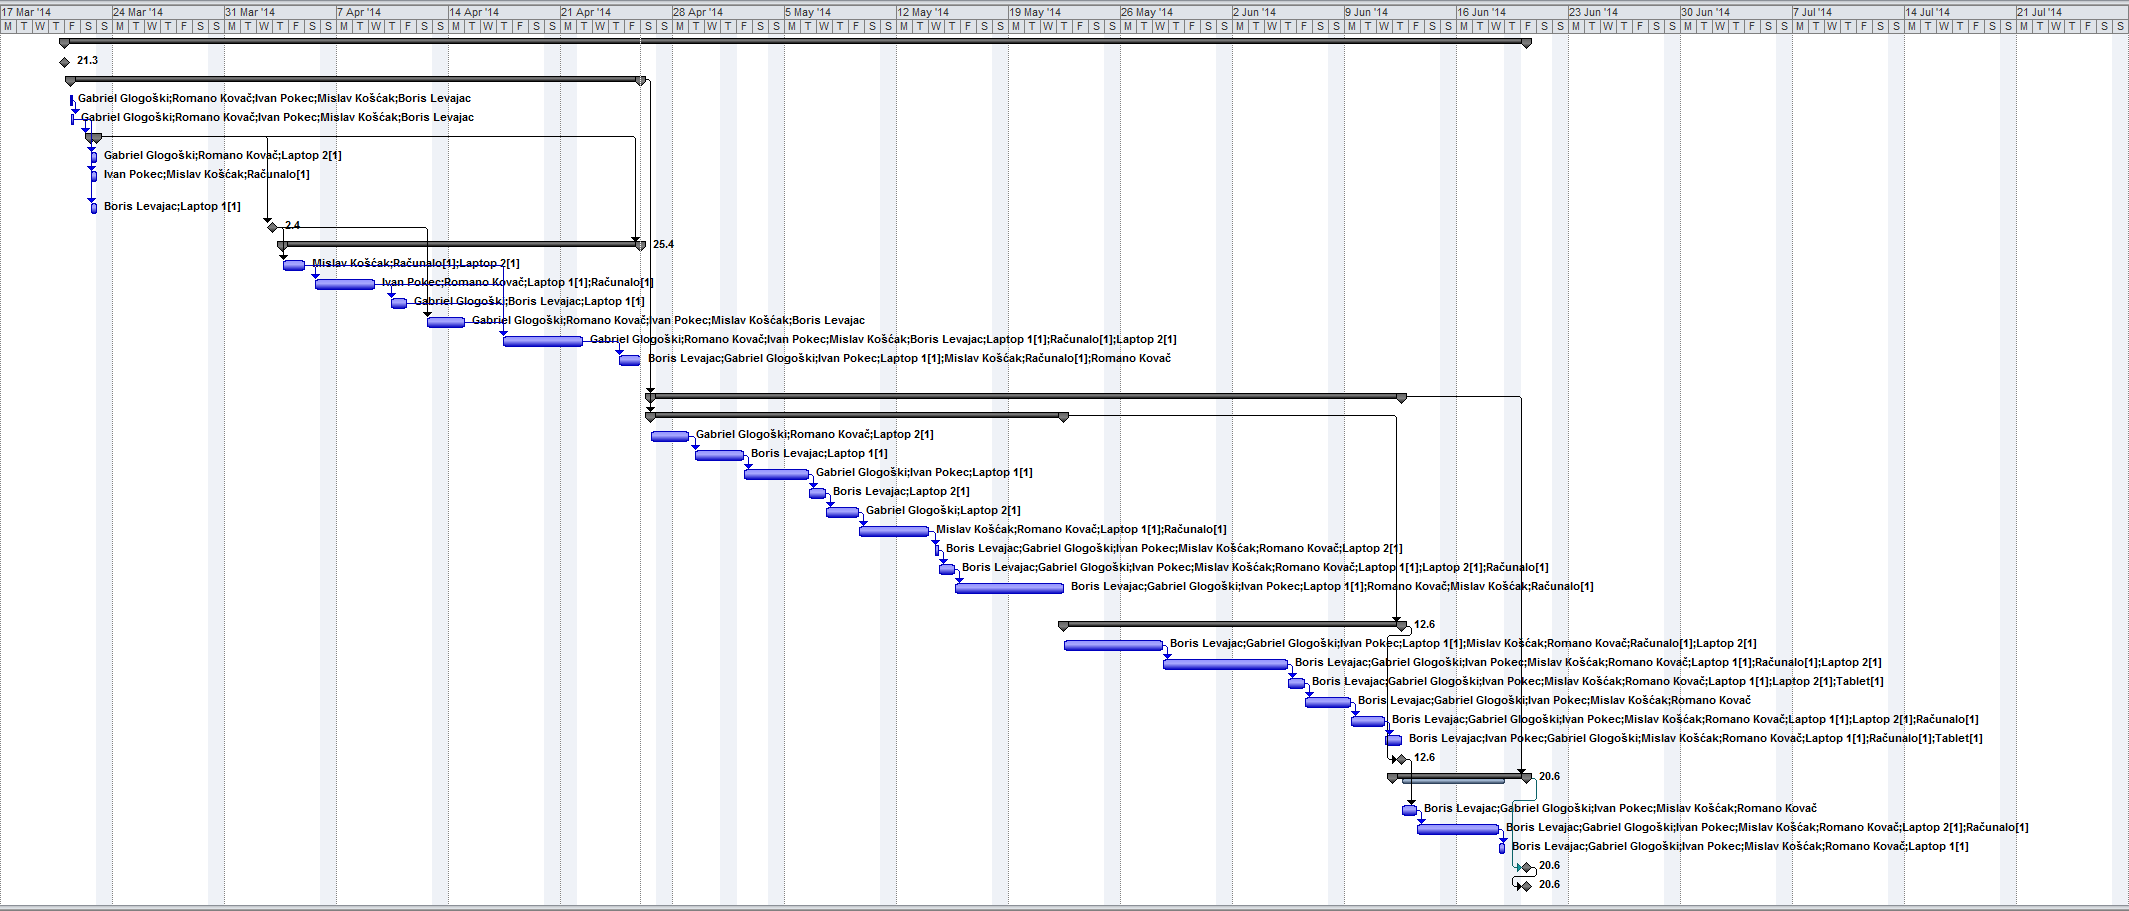 17 Mar '14 24 Mar '14 31 Mar '14 7 Apr '14 14 Apr '14 21 Apr '14 28 Apr '14 5 May '14 12 May '14 19 May '14 26 May '14 2 Jun '14 9 Jun '14 16 Jun '14 23 Jun '14 30 Jun '14 7 Jul '14 14 Jul '14 21 Jul '14
M T W T F S S M T W T F S S M T W T F S S M T W T F S S M T W T F S S M T W T F S S M T W T F S S M T W T F S S M T W T F S S M T W T F S S M T W T F S S M T W T F S S M T W T F S S M T W T F S S M T W T F S S M T W T F S S M T W T F S S M T W T F S S M T W T F S S
21.3
Gabriel Glogoški;Romano Kovač;Ivan Pokec;Mislav Košćak;Boris Levajac
Gabriel Glogoški;Romano Kovač;Ivan Pokec;Mislav Košćak;Boris Levajac
Gabriel Glogoški;Romano Kovač;Laptop 2[1]
Ivan Pokec;Mislav Košćak;Računalo[1]
Boris Levajac;Laptop 1[1]
2.4
25.4
Mislav Košćak;Računalo[1];Laptop 2[1]
Ivan Pokec;Romano Kovač;Laptop 1[1];Računalo[1]
Gabriel Glogoški;Boris Levajac;Laptop 1[1]
Gabriel Glogoški;Romano Kovač;Ivan Pokec;Mislav Košćak;Boris Levajac
Gabriel Glogoški;Romano Kovač;Ivan Pokec;Mislav Košćak;Boris Levajac;Laptop 1[1];Računalo[1];Laptop 2[1]
Boris Levajac;Gabriel Glogoški;Ivan Pokec;Laptop 1[1];Mislav Košćak;Računalo[1];Romano Kovač
Gabriel Glogoški;Romano Kovač;Laptop 2[1]
Boris Levajac;Laptop 1[1]
Gabriel Glogoški;Ivan Pokec;Laptop 1[1]
Boris Levajac;Laptop 2[1]
Gabriel Glogoški;Laptop 2[1]
Mislav Košćak;Romano Kovač;Laptop 1[1];Računalo[1]
Boris Levajac;Gabriel Glogoški;Ivan Pokec;Mislav Košćak;Romano Kovač;Laptop 2[1]
Boris Levajac;Gabriel Glogoški;Ivan Pokec;Mislav Košćak;Romano Kovač;Laptop 1[1];Laptop 2[1];Računalo[1]
Boris Levajac;Gabriel Glogoški;Ivan Pokec;Laptop 1[1];Romano Kovač;Mislav Košćak;Računalo[1]
12.6
Boris Levajac;Gabriel Glogoški;Ivan Pokec;Laptop 1[1];Mislav Košćak;Romano Kovač;Računalo[1];Laptop 2[1]
Boris Levajac;Gabriel Glogoški;Ivan Pokec;Mislav Košćak;Romano Kovač;Laptop 1[1];Računalo[1];Laptop 2[1]
Boris Levajac;Gabriel Glogoški;Ivan Pokec;Mislav Košćak;Romano Kovač;Laptop 1[1];Laptop 2[1];Tablet[1]
Boris Levajac;Gabriel Glogoški;Ivan Pokec;Mislav Košćak;Romano Kovač
Boris Levajac;Gabriel Glogoški;Ivan Pokec;Mislav Košćak;Romano Kovač;Laptop 1[1];Laptop 2[1];Računalo[1]
Boris Levajac;Ivan Pokec;Gabriel Glogoški;Mislav Košćak;Romano Kovač;Laptop 1[1];Računalo[1];Tablet[1]
12.6
20.6
Boris Levajac;Gabriel Glogoški;Ivan Pokec;Mislav Košćak;Romano Kovač
Boris Levajac;Gabriel Glogoški;Ivan Pokec;Mislav Košćak;Romano Kovač;Laptop 2[1];Računalo[1]
Boris Levajac;Gabriel Glogoški;Ivan Pokec;Mislav Košćak;Romano Kovač;Laptop 1[1]
20.6
20.6